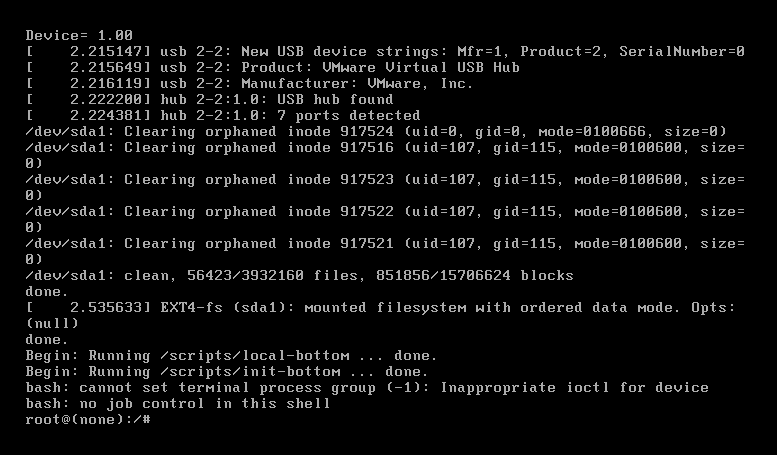 Device= 1.00
[    2.215147] usb 2-2: New USB device strings: Mfr=1, Product=2, SerialNumber=0
[    2.215649] usb 2-2: Product: VMware Virtual USB Hub
[    2.216119] usb 2-2: Manufacturer: VMware, Inc.
[    2.222200] hub 2-2:1.0: USB hub found
[    2.224381] hub 2-2:1.0: 7 ports detected
/dev/sda1: Clearing orphaned inode 917524 (uid=0, gid=0, mode=0100666, size=0)
/dev/sda1: Clearing orphaned inode 917516 (uid=107, gid=115, mode=0100600, size=
0)
/dev/sda1: Clearing orphaned inode 917523 (uid=107, gid=115, mode=0100600, size=
0)
/dev/sda1: Clearing orphaned inode 917522 (uid=107, gid=115, mode=0100600, size=
0)
/dev/sda1: Clearing orphaned inode 917521 (uid=107, gid=115, mode=0100600, size=
0)
/dev/sda1: clean, 56423/3932160 files, 851856/15706624 blocks
done.
[    2.535633] EXT4-fs (sda1): mounted filesystem with ordered data mode. Opts:
(null)
done.
Begin: Running /scripts/local-bottom ... done.
Begin: Running /scripts/init-bottom ... done.
bash: cannot set terminal process group (-1): Inappropriate ioctl for device
bash: no job control in this shell
root@(none):/#